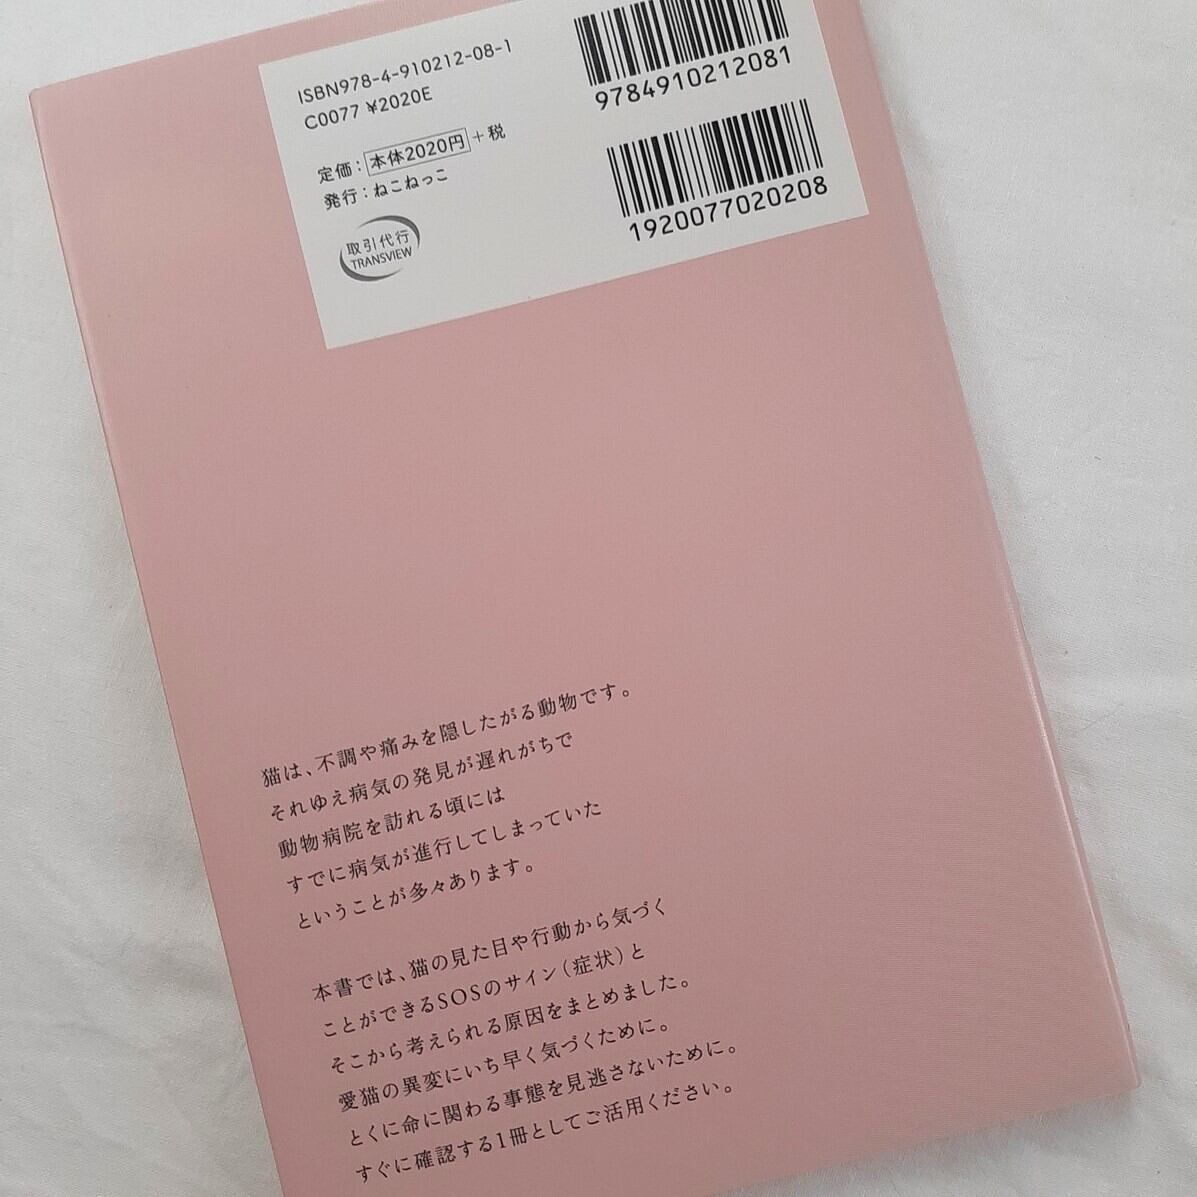 ISBN978-4-910212-08-1
C0077 ¥2020E
定価：本体2020円＋税
発行：ねこねっこ
取引代行
TRANSVIEW
9784910212081
1920077020208
猫は、不調や痛みを隠したがる動物です。
それゆえ病気の発見が遅れがちで
動物病院を訪れる頃には
すでに病気が進行してしまっていた
ということが多々あります。
本書では、猫の見た目や行動から気づく
ことができるSOSのサイン（症状）と
そこから考えられる原因をまとめました。
愛猫の異変にいち早く気づくために。
とくに命に関わる事態を見逃さないために。
すぐに確認する1冊としてご活用ください。